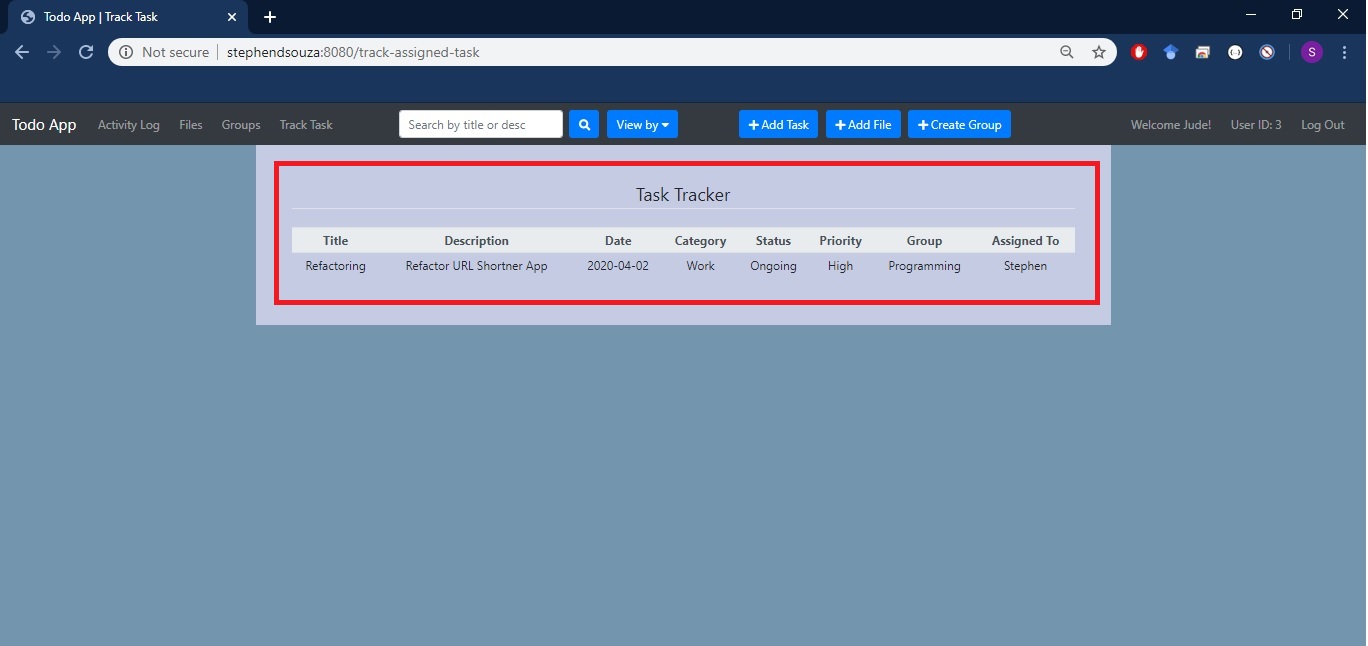 Todo App | Track Task
Not secure stephendsouza:8080/track-assigned-task
S
Todo App Activity Log Files Groups Track Task Search by title or desc View by Add Task Add File Create Group Welcome Jude! User ID: 3 Log Out
Task Tracker
Title Description Date Category Status Priority Group Assigned To
Refactoring Refactor URL Shortner App 2020-04-02 Work Ongoing High Programming Stephen